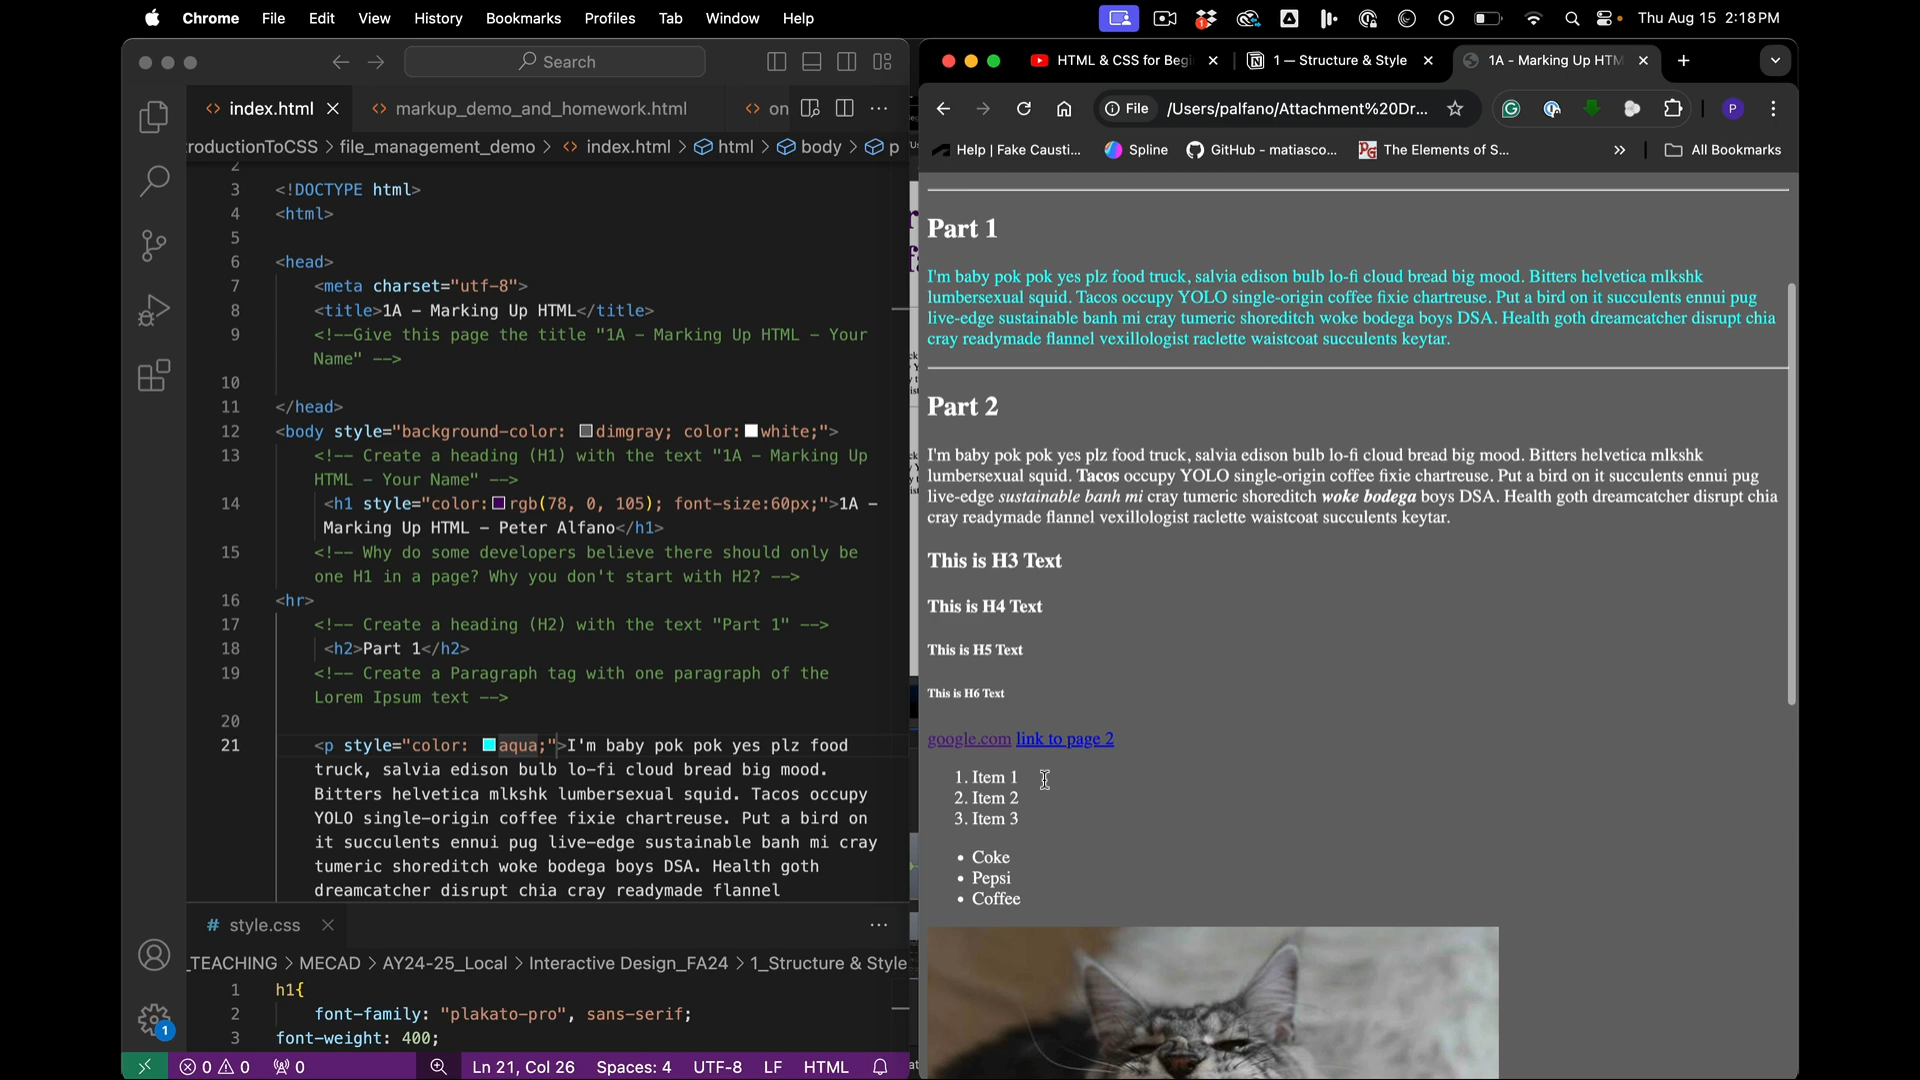 Chrome File Edit View History Bookmarks Profiles Tab Window Help
1
Thu Aug 15 2:18 PM
Search
index.html
markup_demo_and_homework.html
on
roductionToCSS > file_management_demo > index.html > html > body > p
2
3 <!DOCTYPE html>
4 <html>
5
6 <head>
7 <meta charset="utf-8">
8 <title>1A – Marking Up HTML</title>
9 <!--Give this page the title "1A – Marking Up HTML – Your
Name" -->
10
11 </head>
12 <body style="background-color: dimgray; color: white;">
13 <!-- Create a heading (H1) with the text "1A – Marking Up
HTML – Your Name" -->
14 <h1 style="color: rgb(78, 0, 105); font-size:60px;">1A –
Marking Up HTML – Peter Alfano</h1>
15 <!-- Why do some developers believe there should only be
one H1 in a page? Why you don't start with H2? -->
16 <hr>
17 <!-- Create a heading (H2) with the text "Part 1" -->
18 <h2>Part 1</h2>
19 <!-- Create a Paragraph tag with one paragraph of the
Lorem Ipsum text -->
20
21 <p style="color: aqua;">I'm baby pok pok yes plz food
truck, salvia edison bulb lo-fi cloud bread big mood.
Bitters helvetica mlkshk lumbersexual squid. Tacos occupy
YOLO single-origin coffee fixie chartreuse. Put a bird on
it succulents ennui pug live-edge sustainable banh mi cray
tumeric shoreditch woke bodega boys DSA. Health goth
dreamcatcher disrupt chia cray readymade flannel
# style.css
_TEACHING > MECAD > AY24-25_Local > Interactive Design_FA24 > 1_Structure & Style
1 h1{
2 font-family: "plakato-pro", sans-serif;
3 font-weight: 400;
1
0 0 0 Ln 21, Col 26 Spaces: 4 UTF-8 LF HTML
HTML & CSS for Begi
1 — Structure & Style
1A - Marking Up HTM
File /Users/palfano/Attachment%20Dr...
P
Help | Fake Causti... Spline GitHub - matiasco... The Elements of S... » All Bookmarks
Part 1
I'm baby pok pok yes plz food truck, salvia edison bulb lo-fi cloud bread big mood. Bitters helvetica mlkshk
lumbersexual squid. Tacos occupy YOLO single-origin coffee fixie chartreuse. Put a bird on it succulents ennui pug
live-edge sustainable banh mi cray tumeric shoreditch woke bodega boys DSA. Health goth dreamcatcher disrupt chia
cray readymade flannel vexillologist raclette waistcoat succulents keytar.
Part 2
I'm baby pok pok yes plz food truck, salvia edison bulb lo-fi cloud bread big mood. Bitters helvetica mlkshk
lumbersexual squid. Tacos occupy YOLO single-origin coffee fixie chartreuse. Put a bird on it succulents ennui pug
live-edge sustainable banh mi cray tumeric shoreditch woke bodega boys DSA. Health goth dreamcatcher disrupt chia
cray readymade flannel vexillologist raclette waistcoat succulents keytar.
This is H3 Text
This is H4 Text
This is H5 Text
This is H6 Text
google.com link to page 2
1. Item 1
2. Item 2
3. Item 3
• Coke
• Pepsi
• Coffee